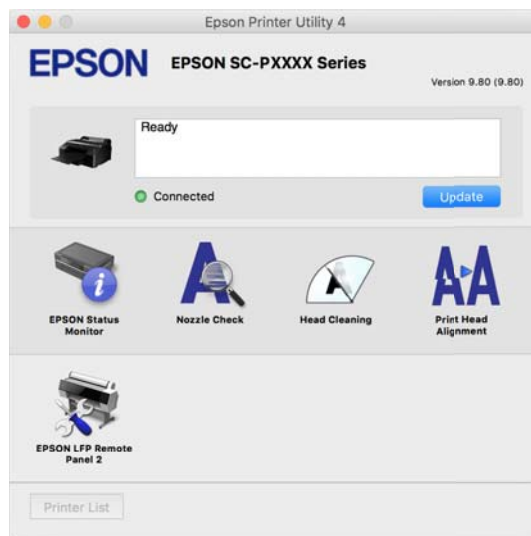 Epson Printer Utility 4
EPSON
EPSON SC-PXXXX Series
Version 9.80 (9.80)
Ready
Connected
Update
EPSON Status
Monitor
Nozzle Check
Head Cleaning
Print Head
Alignment
EPSON LFP Remote
Panel 2
Printer List